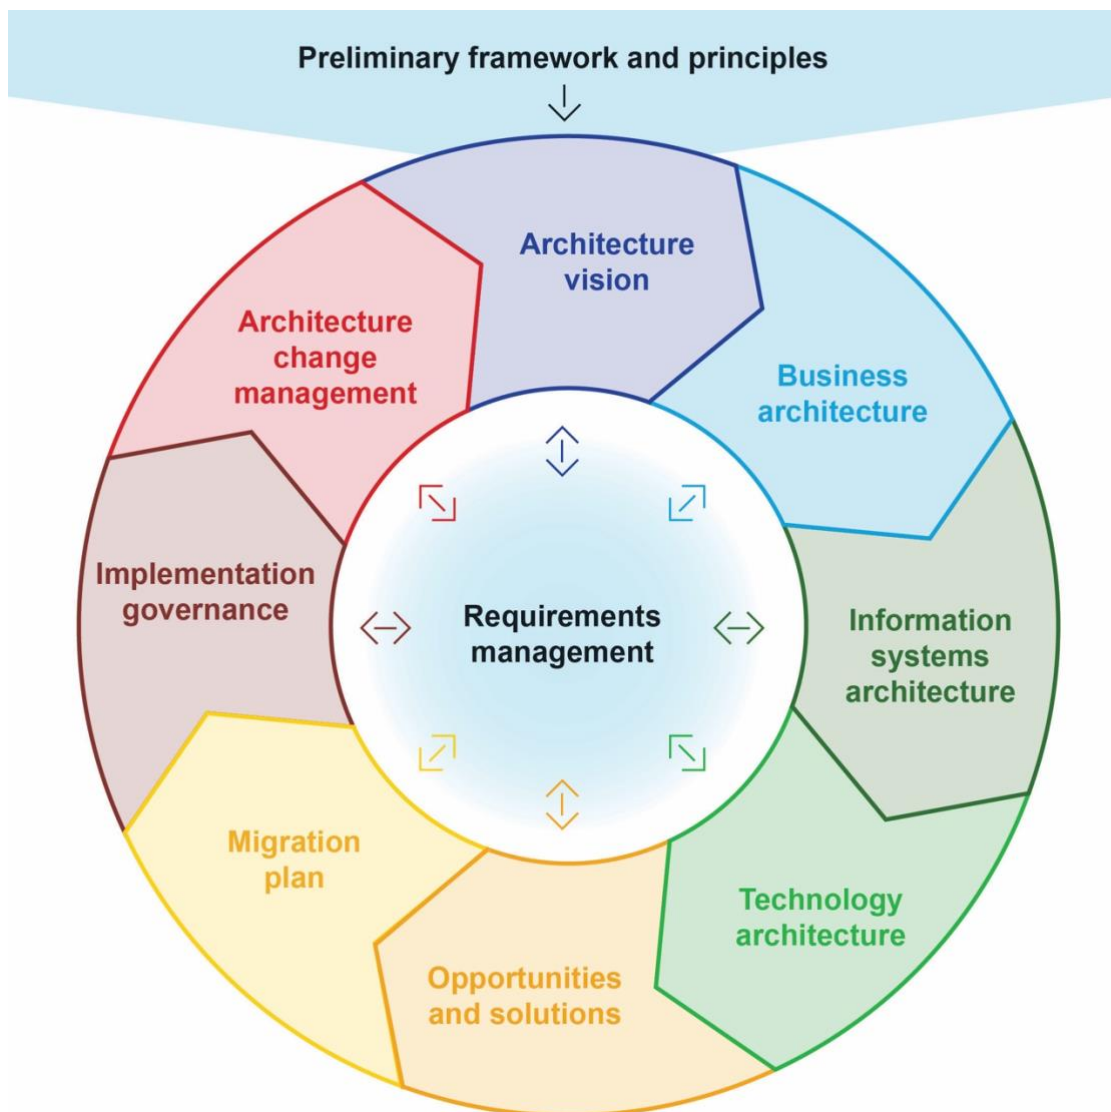 Preliminary framework and principles
Architecture
vision
Business
architecture
Information
systems
architecture
Technology
architecture
Opportunities
and solutions
Migration
plan
Implementation
governance
Architecture
change
management
Requirements
management